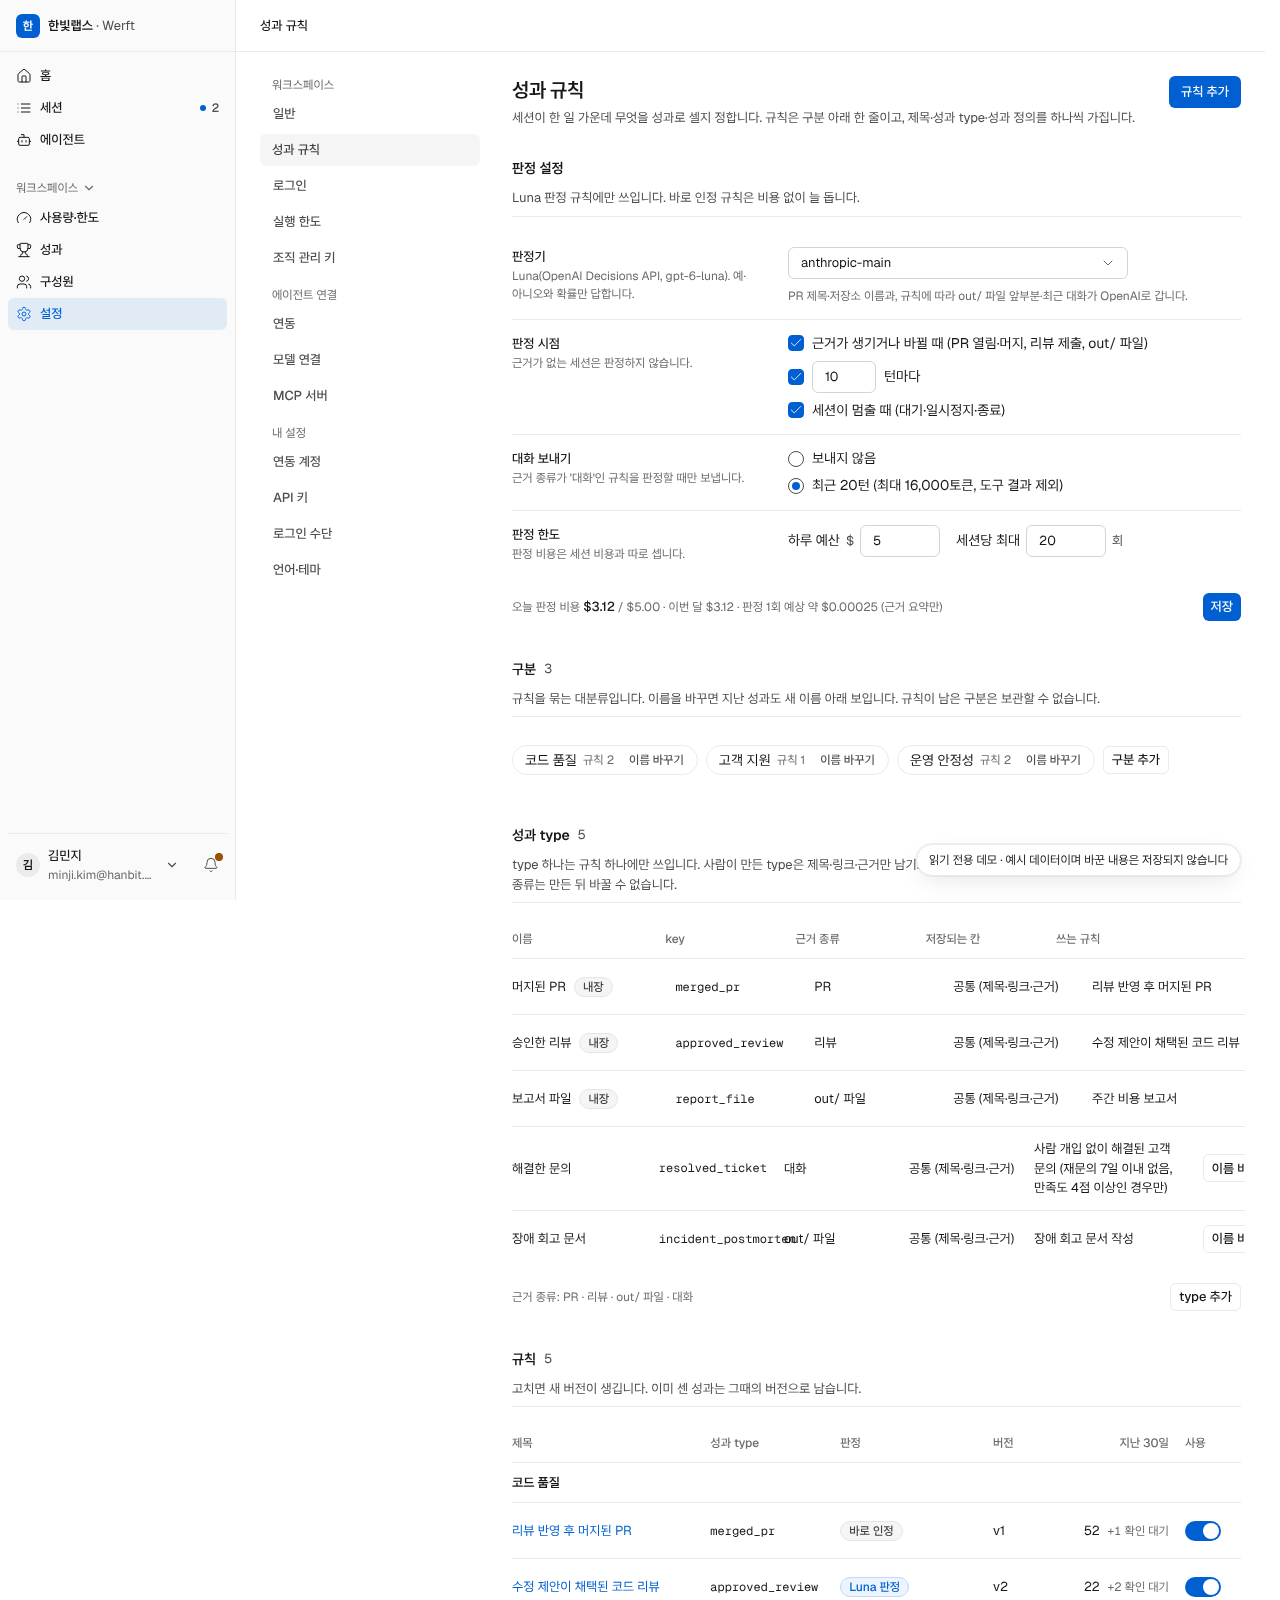 한 한빛랩스 · Werft
홈
세션 2
에이전트
워크스페이스
사용량·한도
성과
구성원
설정
김 김민지
minji.kim@hanbit....
성과 규칙
워크스페이스
일반
성과 규칙
로그인
실행 한도
조직 관리 키
에이전트 연결
연동
모델 연결
MCP 서버
내 설정
연동 계정
API 키
로그인 수단
언어·테마
성과 규칙
규칙 추가
세션이 한 일 가운데 무엇을 성과로 셀지 정합니다. 규칙은 구분 아래 한 줄이고, 제목·성과 type·성과 정의를 하나씩 가집니다.
판정 설정
Luna 판정 규칙에만 쓰입니다. 바로 인정 규칙은 비용 없이 늘 돕니다.
판정기
Luna(OpenAI Decisions API, gpt-6-luna). 예·
아니오와 확률만 답합니다.
anthropic-main
PR 제목·저장소 이름과, 규칙에 따라 out/ 파일 앞부분·최근 대화가 OpenAI로 갑니다.
판정 시점
근거가 없는 세션은 판정하지 않습니다.
근거가 생기거나 바뀔 때 (PR 열림·머지, 리뷰 제출, out/ 파일)
10 턴마다
세션이 멈출 때 (대기·일시정지·종료)
대화 보내기
근거 종류가 '대화'인 규칙을 판정할 때만 보냅니다.
보내지 않음
최근 20턴 (최대 16,000토큰, 도구 결과 제외)
판정 한도
판정 비용은 세션 비용과 따로 셉니다.
하루 예산 $ 5 세션당 최대 20 회
오늘 판정 비용 $3.12 / $5.00 · 이번 달 $3.12 · 판정 1회 예상 약 $0.00025 (근거 요약만)
저장
구분 3
규칙을 묶는 대분류입니다. 이름을 바꾸면 지난 성과도 새 이름 아래 보입니다. 규칙이 남은 구분은 보관할 수 없습니다.
코드 품질 규칙 2 이름 바꾸기 고객 지원 규칙 1 이름 바꾸기 운영 안정성 규칙 2 이름 바꾸기 구분 추가
성과 type 5
type 하나는 규칙 하나에만 쓰입니다. 사람이 만든 type은 제목·링크·근거만 남기.
종류는 만든 뒤 바꿀 수 없습니다.
읽기 전용 데모 · 예시 데이터이며 바꾼 내용은 저장되지 않습니다
이름 key 근거 종류 저장되는 칸 쓰는 규칙
머지된 PR 내장 merged_pr PR 공통 (제목·링크·근거) 리뷰 반영 후 머지된 PR
승인한 리뷰 내장 approved_review 리뷰 공통 (제목·링크·근거) 수정 제안이 채택된 코드 리뷰
보고서 파일 내장 report_file out/ 파일 공통 (제목·링크·근거) 주간 비용 보고서
해결한 문의 resolved_ticket 대화 공통 (제목·링크·근거) 사람 개입 없이 해결된 고객
문의 (재문의 7일 이내 없음,
만족도 4점 이상인 경우만)
이름 바
장애 회고 문서 incident_postmortem out/ 파일 공통 (제목·링크·근거) 장애 회고 문서 작성 이름 바
근거 종류: PR · 리뷰 · out/ 파일 · 대화
type 추가
규칙 5
고치면 새 버전이 생깁니다. 이미 센 성과는 그때의 버전으로 남습니다.
제목 성과 type 판정 버전 지난 30일 사용
코드 품질
리뷰 반영 후 머지된 PR merged_pr 바로 인정 v1 52 +1 확인 대기
수정 제안이 채택된 코드 리뷰 approved_review Luna 판정 v2 22 +2 확인 대기